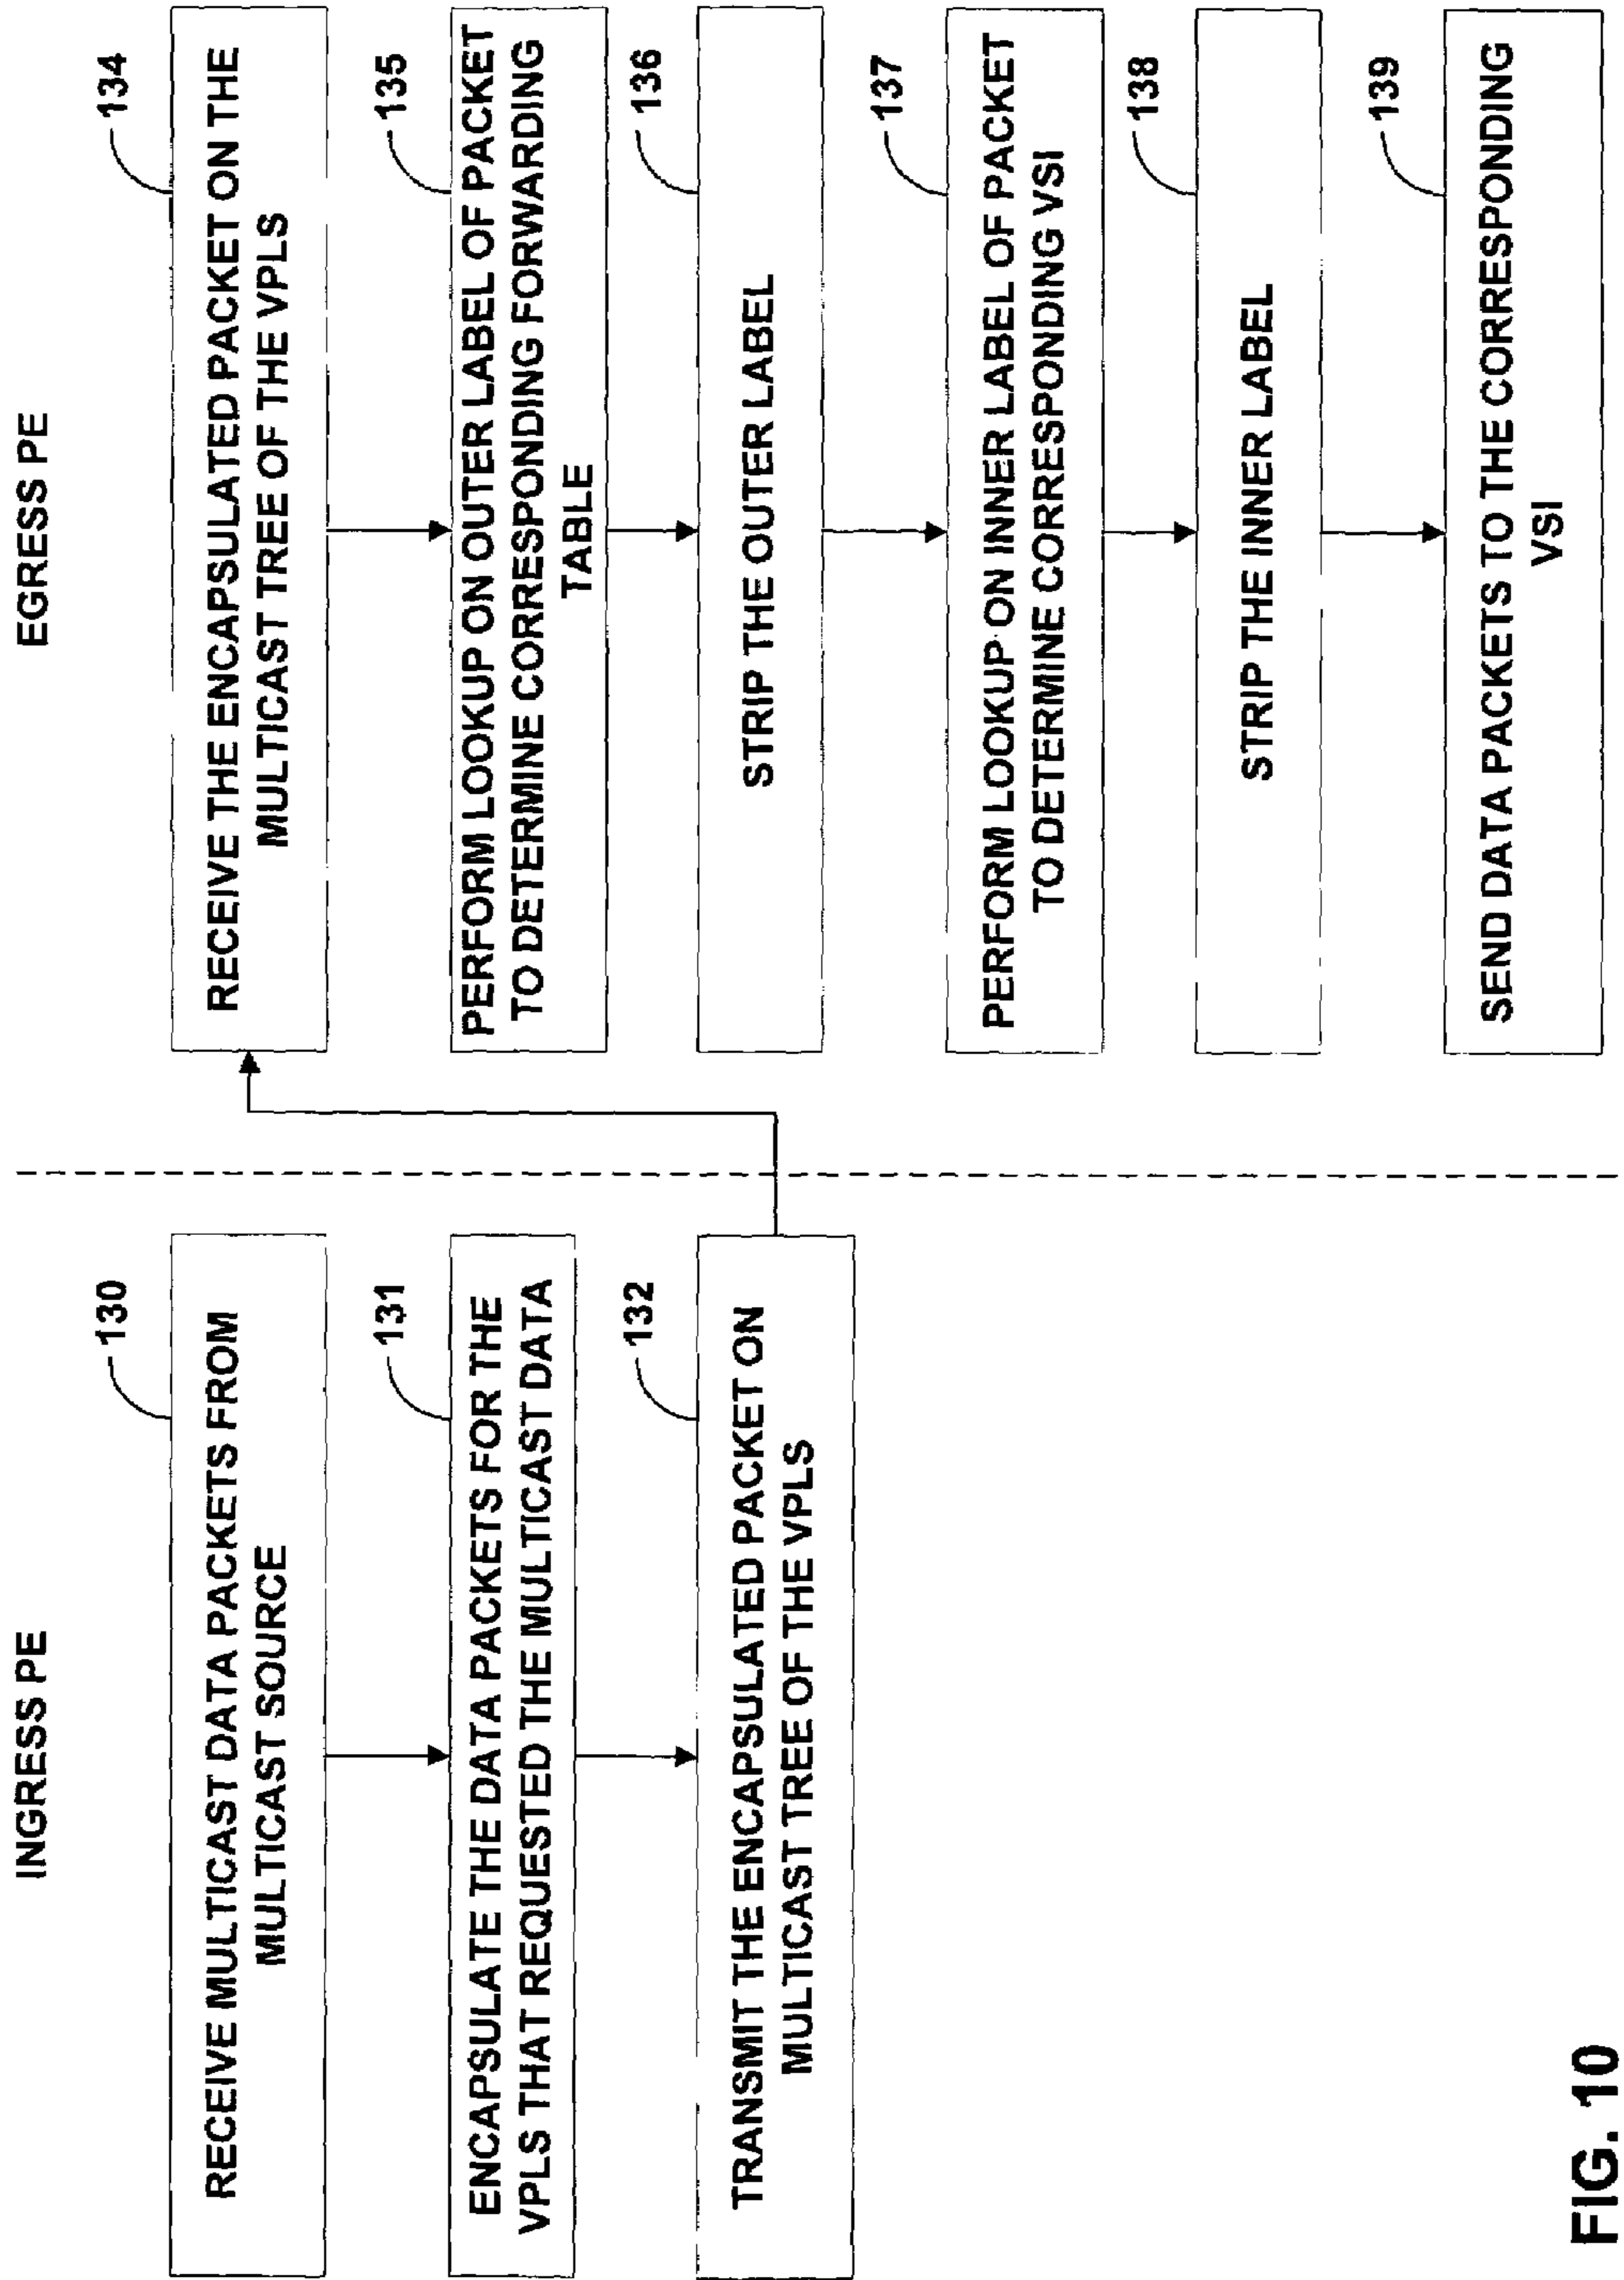 INGRESS PE
130
RECEIVE MULTICAST DATA PACKETS FROM
MULTICAST SOURCE
131
ENCAPSULATE THE DATA PACKETS FOR THE
VPLS THAT REQUESTED THE MULTICAST DATA
132
TRANSMIT THE ENCAPSULATED PACKET ON
MULTICAST TREE OF THE VPLS
EGRESS PE
134
RECEIVE THE ENCAPSULATED PACKET ON THE
MULTICAST TREE OF THE VPLS
135
PERFORM LOOKUP ON OUTER LABEL OF PACKET
TO DETERMINE CORRESPONDING FORWARDING
TABLE
136
STRIP THE OUTER LABEL
137
PERFORM LOOKUP ON INNER LABEL OF PACKET
TO DETERMINE CORRESPONDING VSI
138
STRIP THE INNER LABEL
139
SEND DATA PACKETS TO THE CORRESPONDING
VSI
FIG. 10